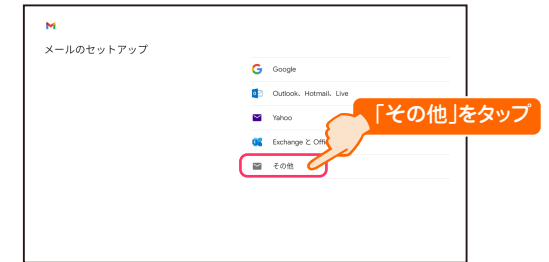 メールのセットアップ
Google
Outlook、Hotmail、Live
「その他」をタップ
Yahoo
Exchange と Offi
その他